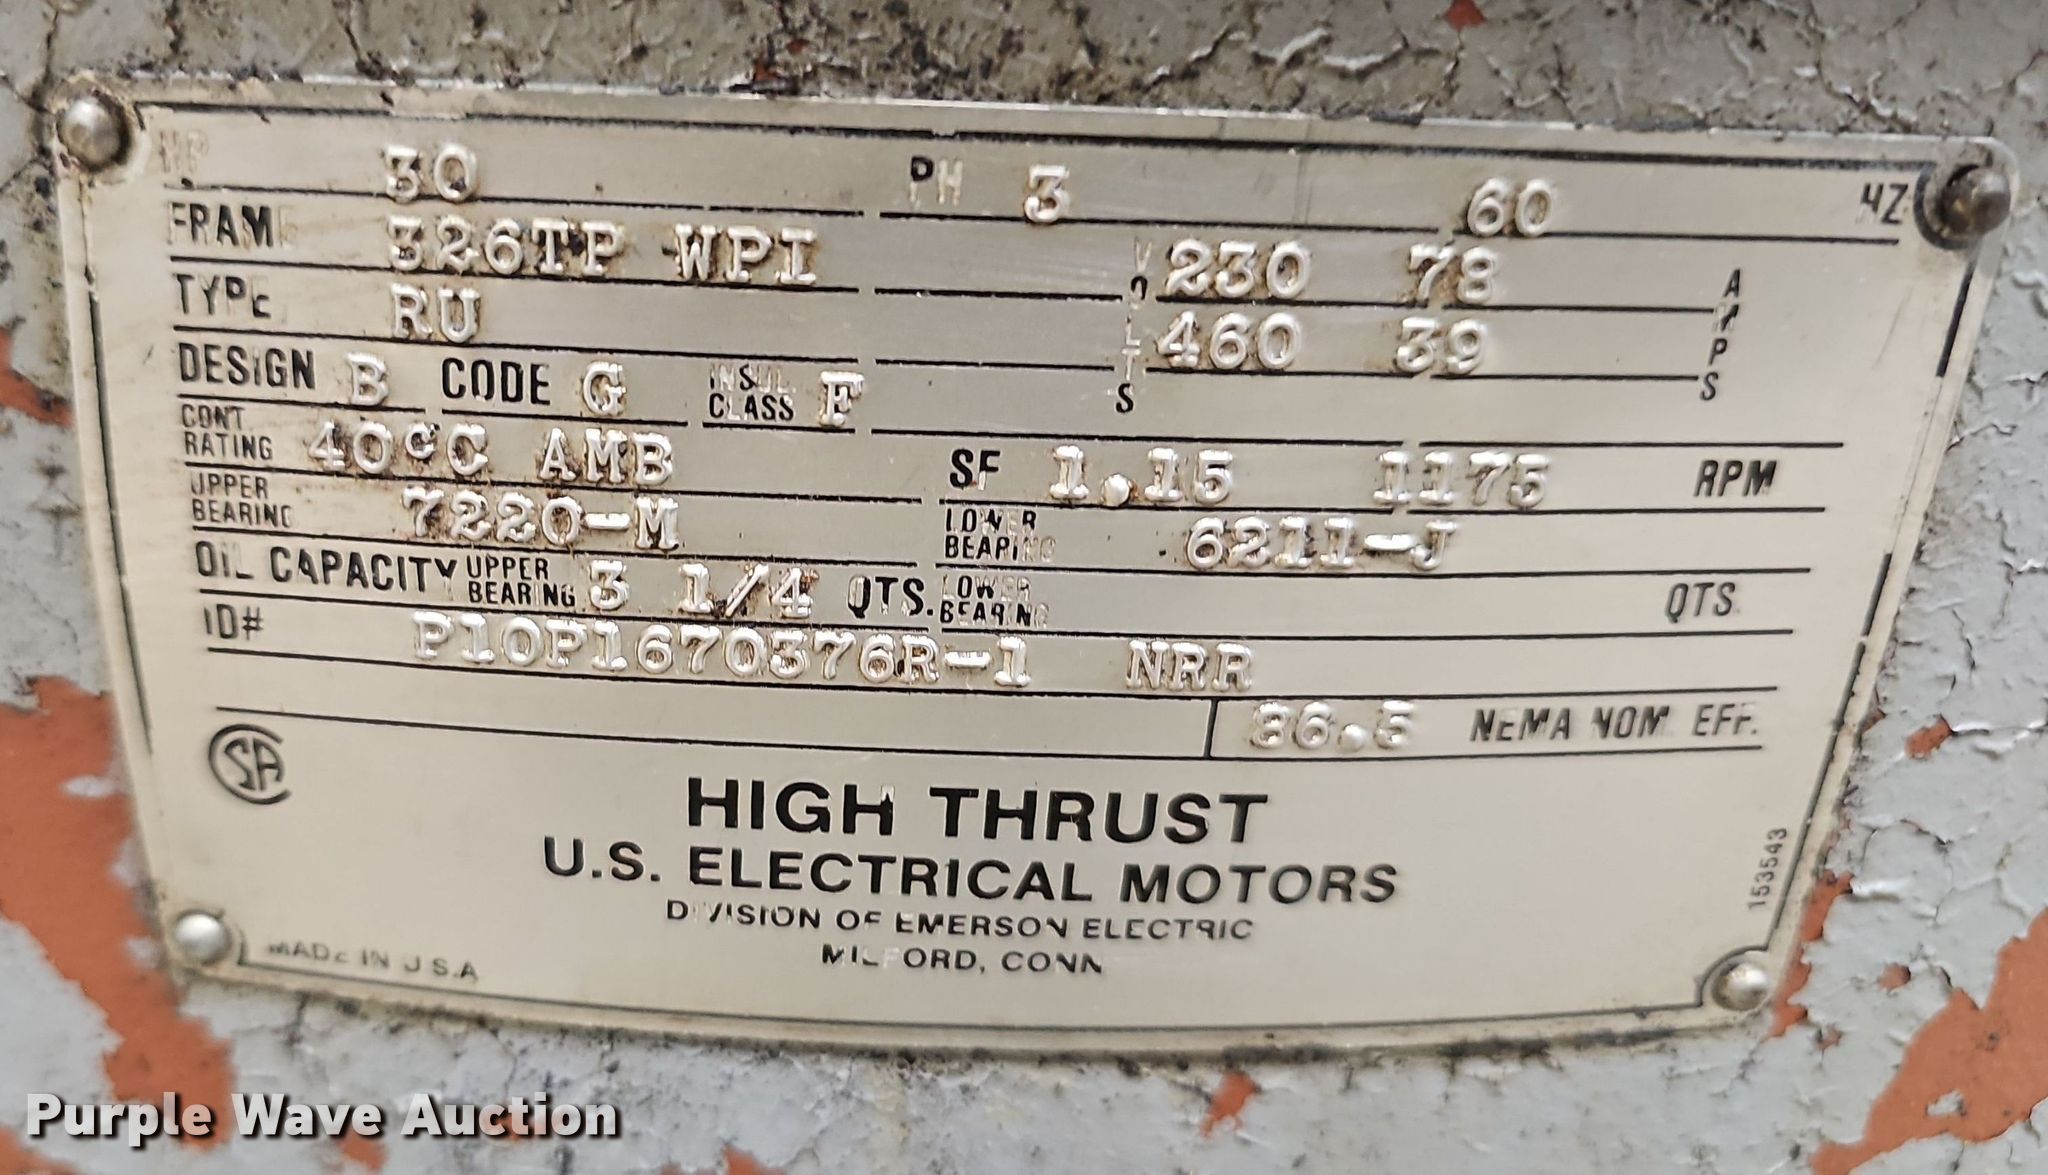 HP 30 PH 3 60 HZ
FRAME 326TP WPI VOLTS 230 78 AMPS
TYPE RU 460 39
DESIGN B CODE G INSUL CLASS F
CONT RATING 40°C AMB SF 1.15 1175 RPM
UPPER BEARING 7220-M LOWER BEARING 6211-J
OIL CAPACITY UPPER BEARING 3 1/4 QTS. LOWER BEARING QTS.
ID# P10P1670376R-1 NRR
86.5 NEMA NOM. EFF.
SA
HIGH THRUST
U.S. ELECTRICAL MOTORS
DIVISION OF EMERSON ELECTRIC
MILFORD, CONN
MADE IN U.S.A
153543
Purple Wave Auction